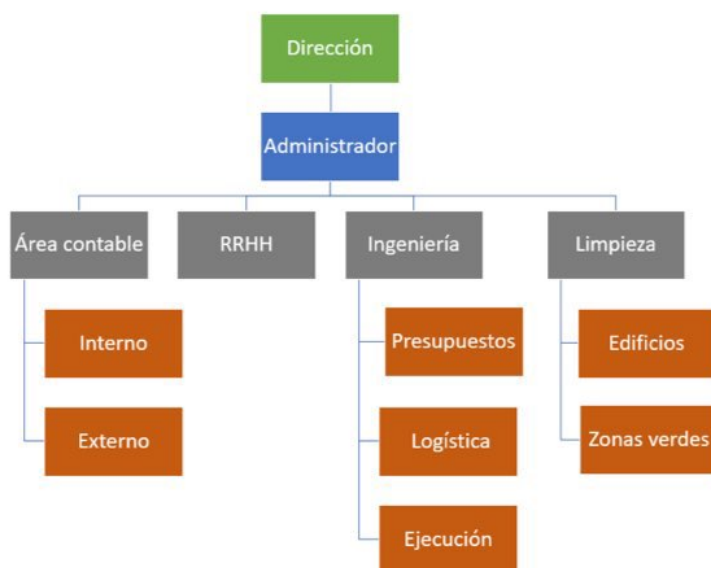 Dirección
Administrador
Área contable
RRHH
Ingeniería
Limpieza
Interno
Externo
Presupuestos
Logística
Ejecución
Edificios
Zonas verdes